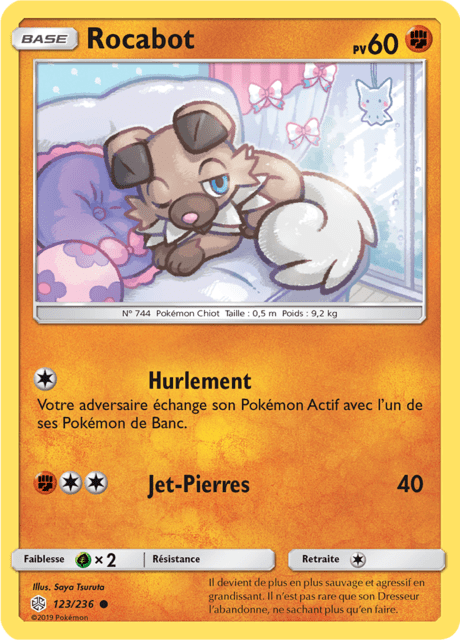 BASE Rocabot PV60
N° 744 Pokémon Chiot Taille : 0,5 m Poids : 9,2 kg
Hurlement
Votre adversaire échange son Pokémon Actif avec l'un de
ses Pokémon de Banc.
Jet-Pierres 40
Faiblesse ×2 Résistance Retraite
Illus. Saya Tsuruta
123/236
©2019 Pokémon
Il devient de plus en plus sauvage et agressif en
grandissant. Il n'est pas rare que son Dresseur
l'abandonne, ne sachant plus qu'en faire.